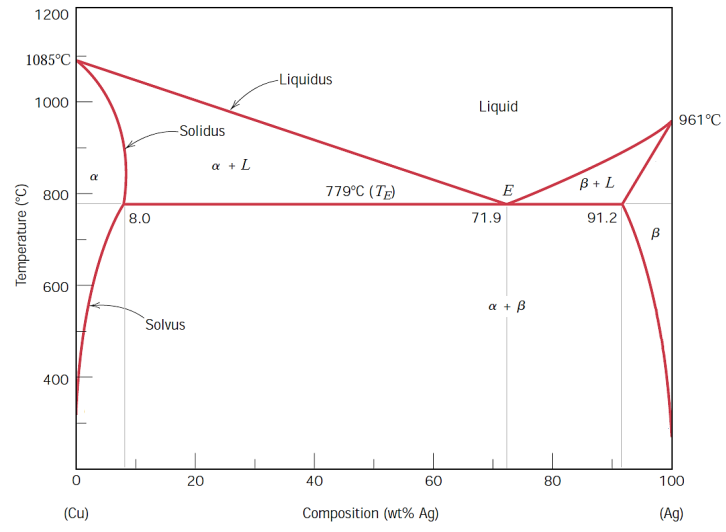 1200
1085°C
Liquidus
1000
Liquid
961°C
Solidus
α + L
α
β + L
779°C (TE)
E
800
8.0
71.9
91.2
β
Temperature (°C)
600
α + β
Solvus
400
0
20
40
60
80
100
(Cu)
Composition (wt% Ag)
(Ag)